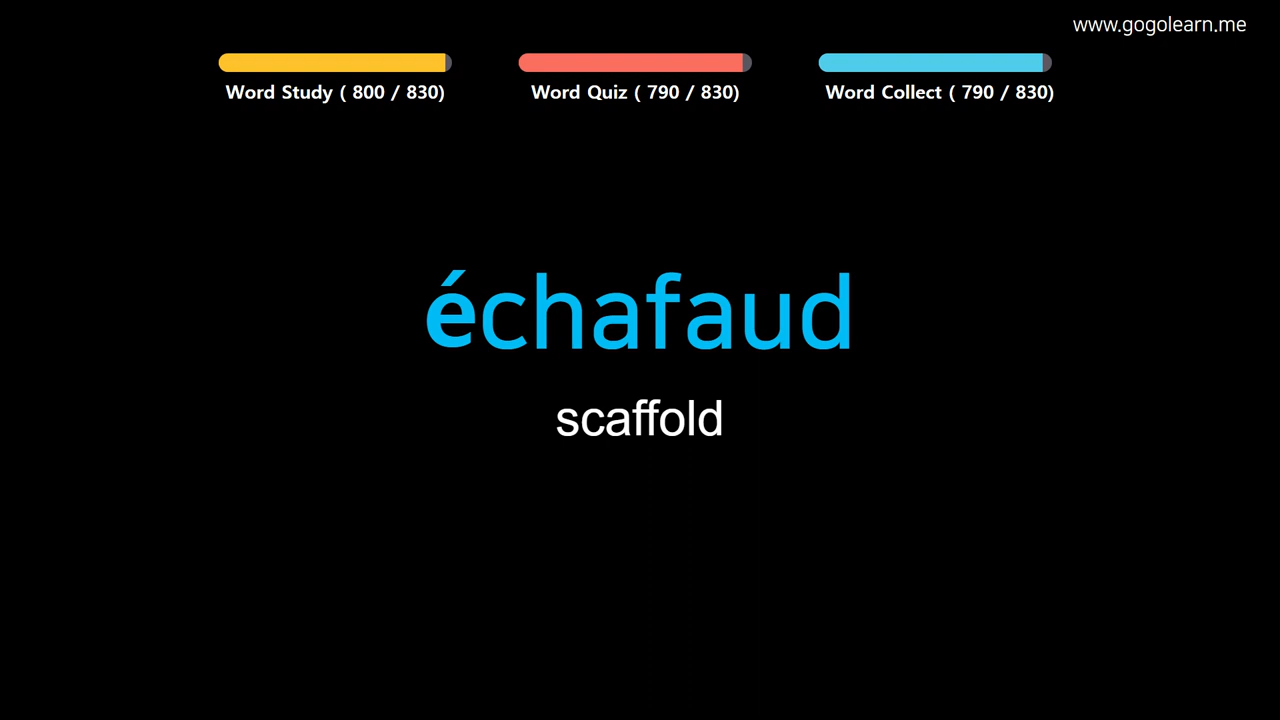 www.gogolearn.me
Word Study ( 800 / 830)
Word Quiz ( 790 / 830)
Word Collect ( 790 / 830)
échafaud
scaffold